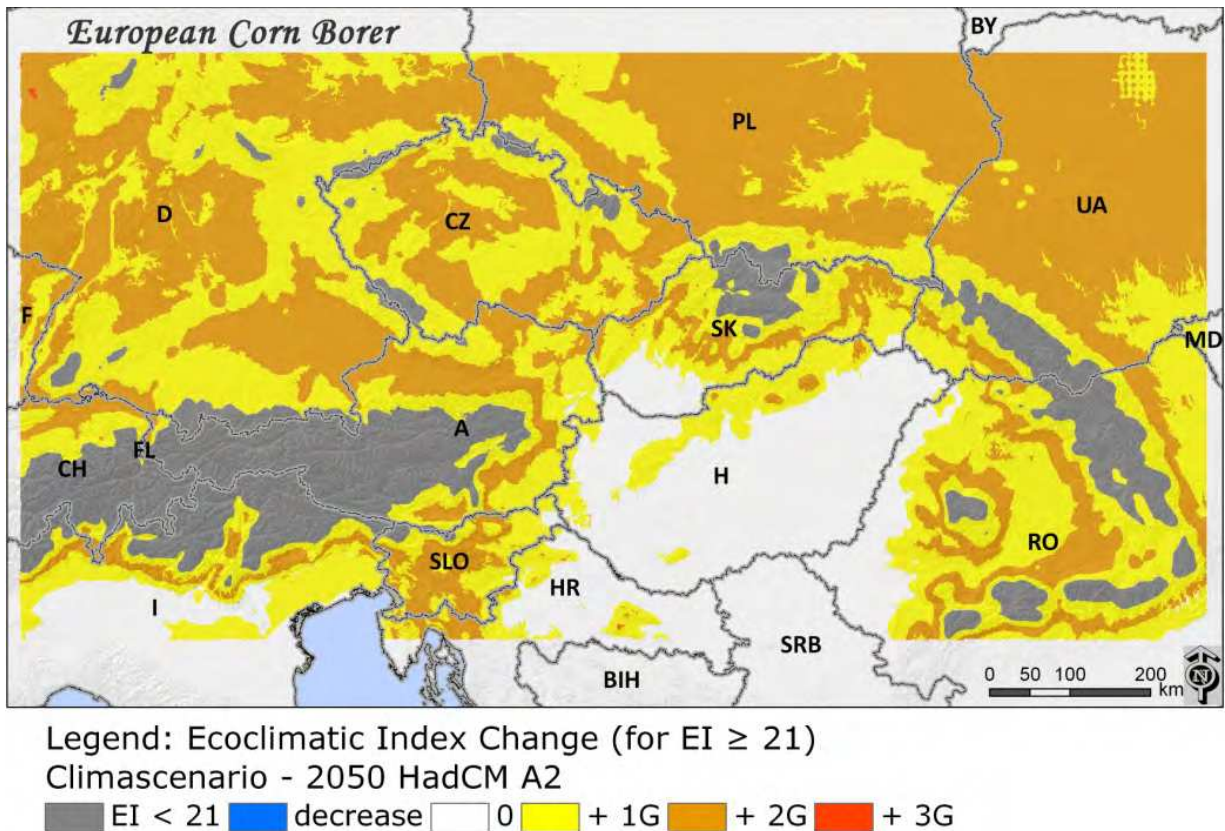 European Corn Borer
BY
PL
D
CZ
UA
F
SK
MD
A
FL
CH
H
RO
SLO
HR
I
SRB
BIH
0 50 100 200
km
N
Legend: Ecoclimatic Index Change (for EI ≥ 21)
Climascenario - 2050 HadCM A2
EI < 21 decrease 0 + 1G + 2G + 3G